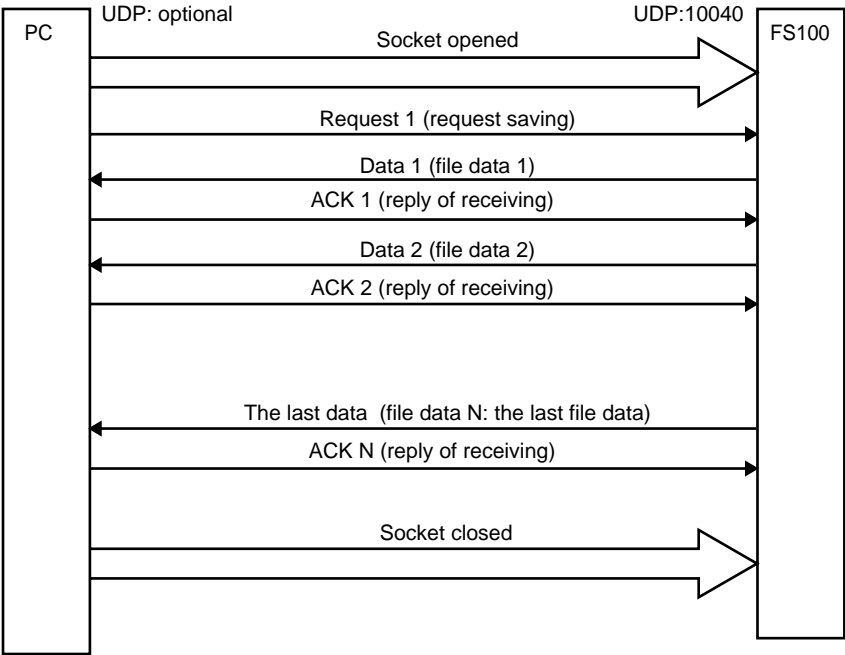 UDP: optional
UDP:10040
PC
FS100
Socket opened
Request 1 (request saving)
Data 1 (file data 1)
ACK 1 (reply of receiving)
Data 2 (file data 2)
ACK 2 (reply of receiving)
The last data (file data N: the last file data)
ACK N (reply of receiving)
Socket closed